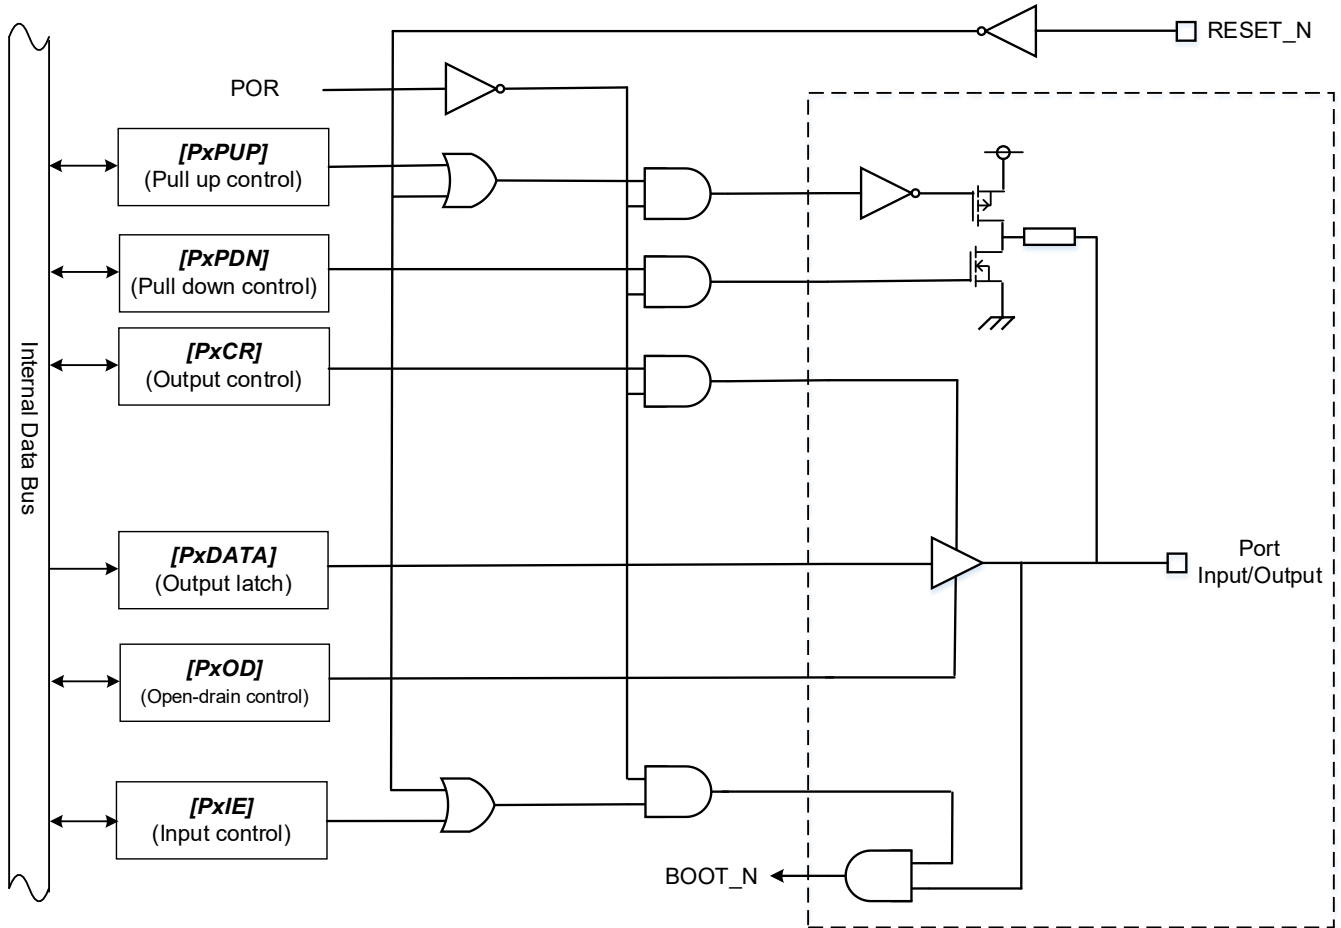 RESET_N
POR
[PxPUP]
(Pull up control)
[PxPDN]
(Pull down control)
[PxCR]
(Output control)
Internal Data Bus
[PxDATA]
(Output latch)
Port
Input/Output
[PxOD]
(Open-drain control)
[PxIE]
(Input control)
BOOT_N